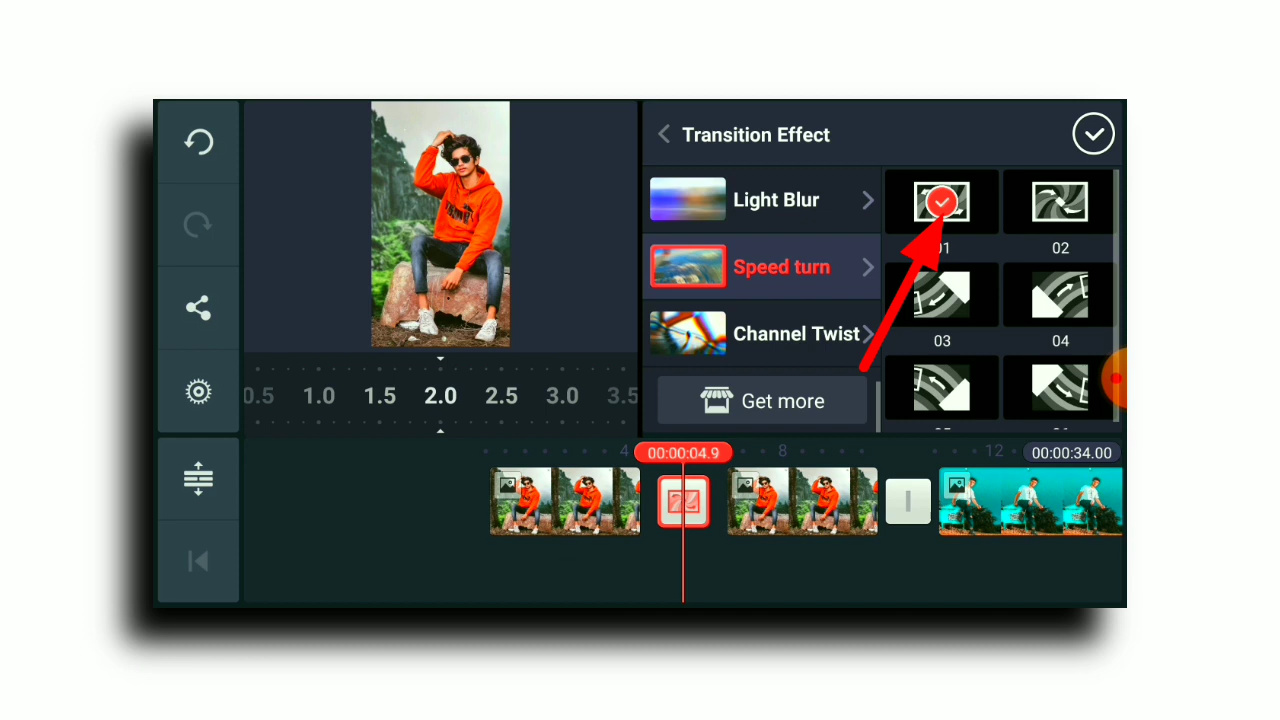 Transition Effect
Light Blur
Speed turn
Channel Twist
Get more
01
02
03
04
0.5 1.0 1.5 2.0 2.5 3.0 3.5
4 00:00:04.9 8 12 00:00:34.00